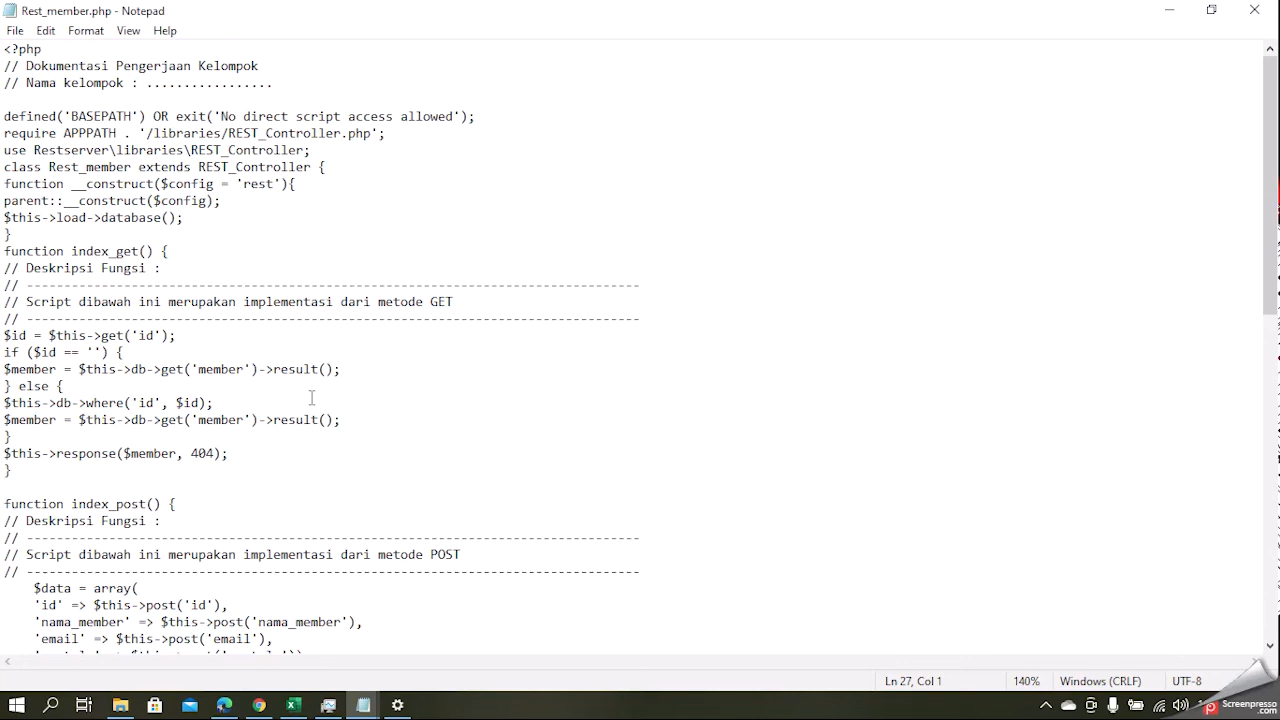 Rest_member.php - Notepad
File Edit Format View Help
<?php
// Dokumentasi Pengerjaan Kelompok
// Nama kelompok : .................
defined('BASEPATH') OR exit('No direct script access allowed');
require APPPATH . '/libraries/REST_Controller.php';
use Restserver\libraries\REST_Controller;
class Rest_member extends REST_Controller {
function __construct($config = 'rest'){
parent::__construct($config);
$this->load->database();
}
function index_get() {
// Deskripsi Fungsi :
// ----------------------------------------------------------------------------------
// Script dibawah ini merupakan implementasi dari metode GET
// ----------------------------------------------------------------------------------
$id = $this->get('id');
if ($id == '') {
$member = $this->db->get('member')->result();
} else {
$this->db->where('id', $id);
$member = $this->db->get('member')->result();
}
$this->response($member, 404);
}
function index_post() {
// Deskripsi Fungsi :
// ----------------------------------------------------------------------------------
// Script dibawah ini merupakan implementasi dari metode POST
// ----------------------------------------------------------------------------------
$data = array(
'id' => $this->post('id'),
'nama_member' => $this->post('nama_member'),
'email' => $this->post('email'),
Ln 27, Col 1 140% Windows (CRLF) UTF-8
Screenpresso
.com